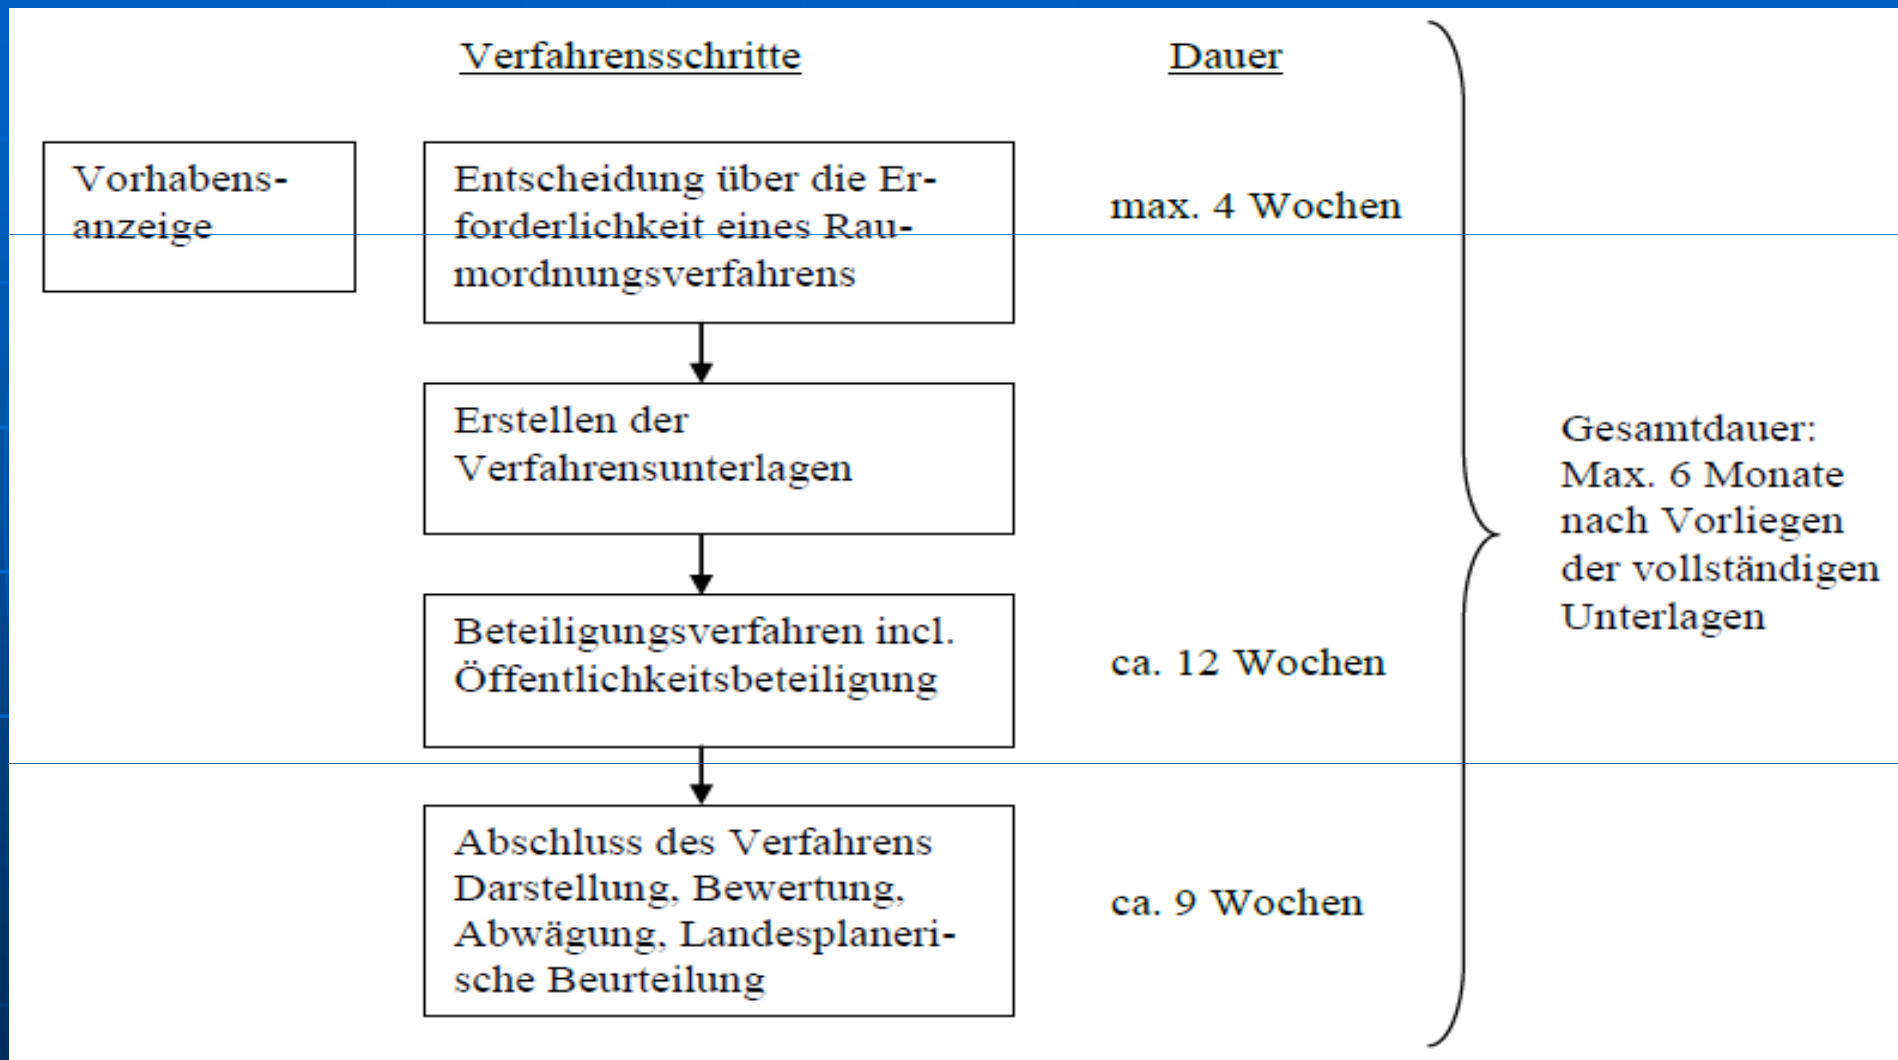 Verfahrensschritte
Dauer
Vorhabens-
anzeige
Entscheidung über die Er-
forderlichkeit eines Rau-
mordnungsverfahrens
max. 4 Wochen
Erstellen der
Verfahrensunterlagen
Beteiligungsverfahren incl.
Öffentlichkeitsbeteiligung
ca. 12 Wochen
Abschluss des Verfahrens
Darstellung, Bewertung,
Abwägung, Landesplaneri-
sche Beurteilung
ca. 9 Wochen
Gesamtdauer:
Max. 6 Monate
nach Vorliegen
der vollständigen
Unterlagen